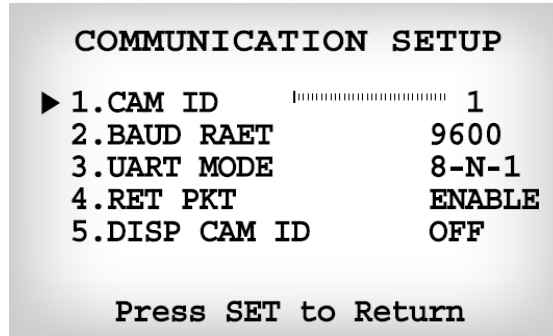 COMMUNICATION SETUP
1.CAM ID 1
2.BAUD RAET 9600
3.UART MODE 8-N-1
4.RET PKT ENABLE
5.DISP CAM ID OFF
Press SET to Return